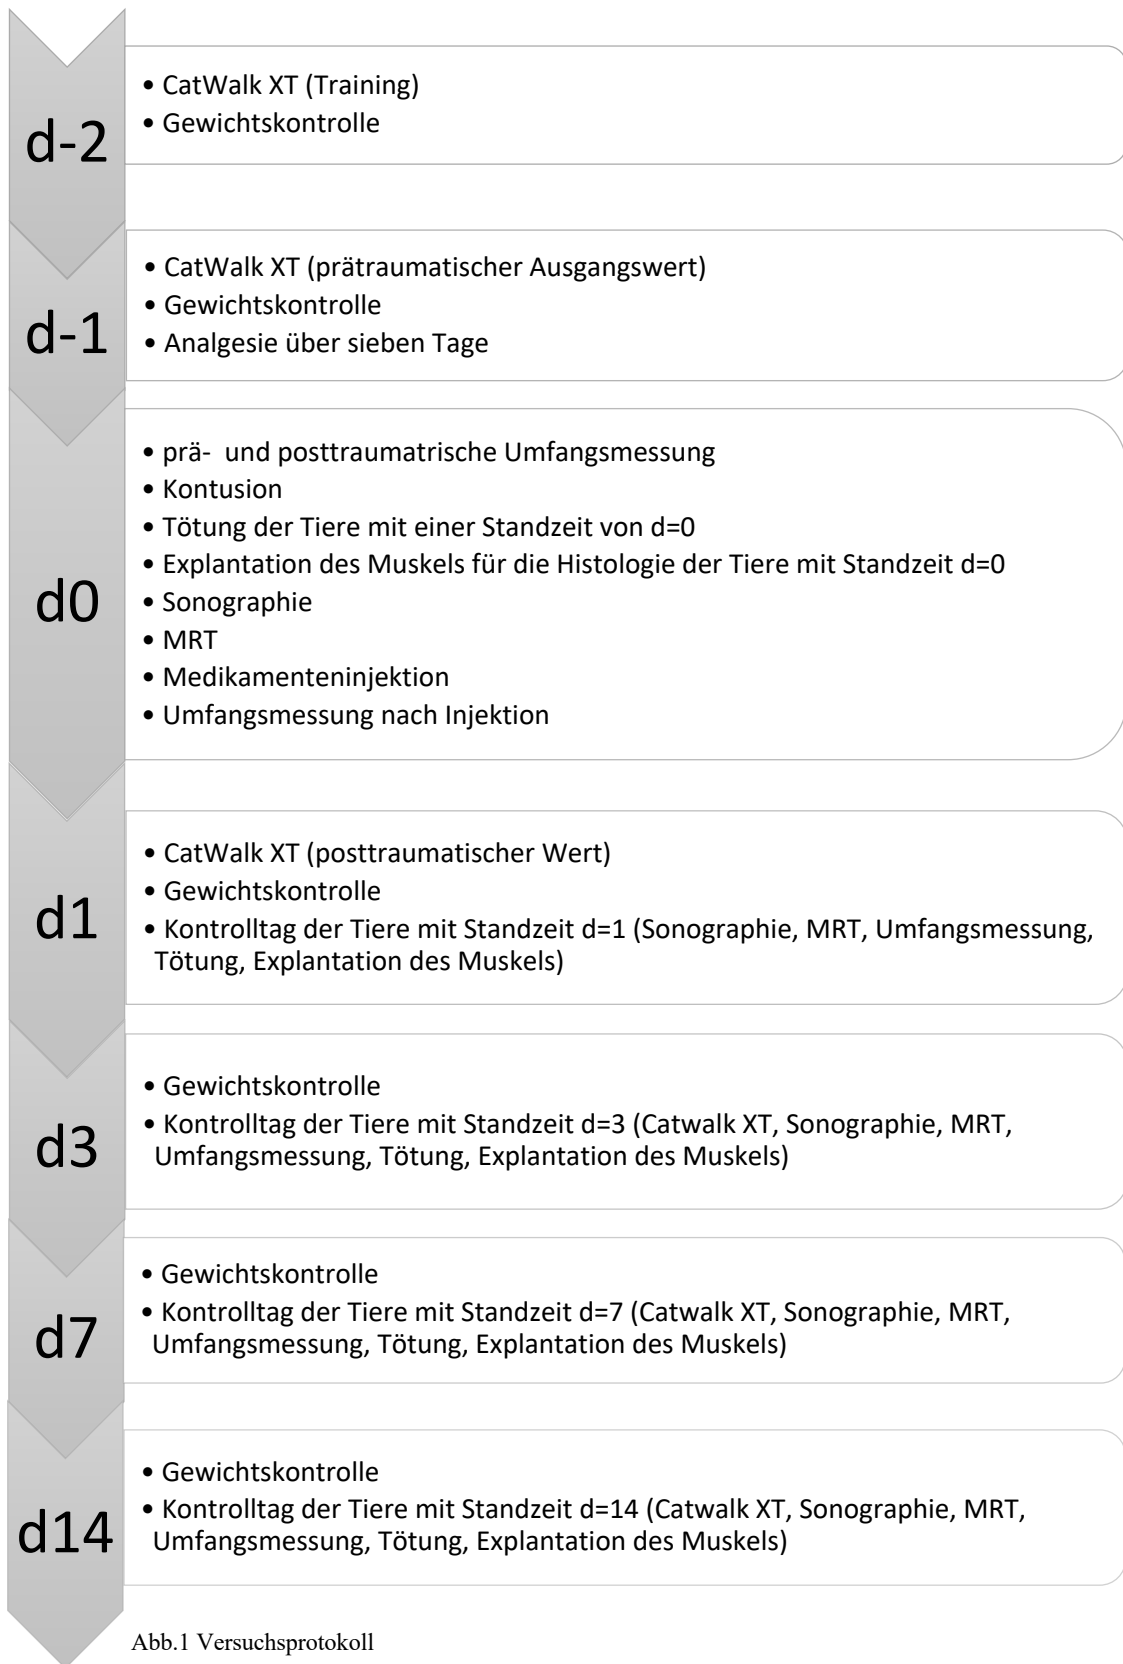 d-2
• CatWalk XT (Training)
• Gewichtskontrolle
d-1
• CatWalk XT (prätraumatischer Ausgangswert)
• Gewichtskontrolle
• Analgesie über sieben Tage
d0
• prä- und posttraumatrische Umfangsmessung
• Kontusion
• Tötung der Tiere mit einer Standzeit von d=0
• Explantation des Muskels für die Histologie der Tiere mit Standzeit d=0
• Sonographie
• MRT
• Medikamenteninjektion
• Umfangsmessung nach Injektion
d1
• CatWalk XT (posttraumatischer Wert)
• Gewichtskontrolle
• Kontrolltag der Tiere mit Standzeit d=1 (Sonographie, MRT, Umfangsmessung,
Tötung, Explantation des Muskels)
d3
• Gewichtskontrolle
• Kontrolltag der Tiere mit Standzeit d=3 (Catwalk XT, Sonographie, MRT,
Umfangsmessung, Tötung, Explantation des Muskels)
d7
• Gewichtskontrolle
• Kontrolltag der Tiere mit Standzeit d=7 (Catwalk XT, Sonographie, MRT,
Umfangsmessung, Tötung, Explantation des Muskels)
d14
• Gewichtskontrolle
• Kontrolltag der Tiere mit Standzeit d=14 (Catwalk XT, Sonographie, MRT,
Umfangsmessung, Tötung, Explantation des Muskels)
Abb.1 Versuchsprotokoll